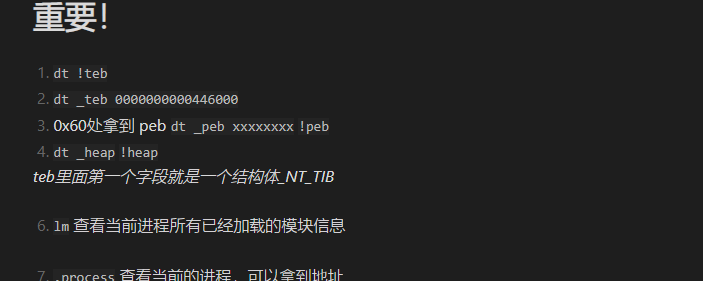 重要!
1. dt !teb
2. dt _teb 0000000000446000
3. 0x60处拿到 peb dt _peb xxxxxxxx !peb
4. dt _heap !heap
teb里面第一个字段就是一个结构体_NT_TIB
6. lm 查看当前进程所有已经加载的模块信息
7. .process 查看当前的进程，可以拿到地址